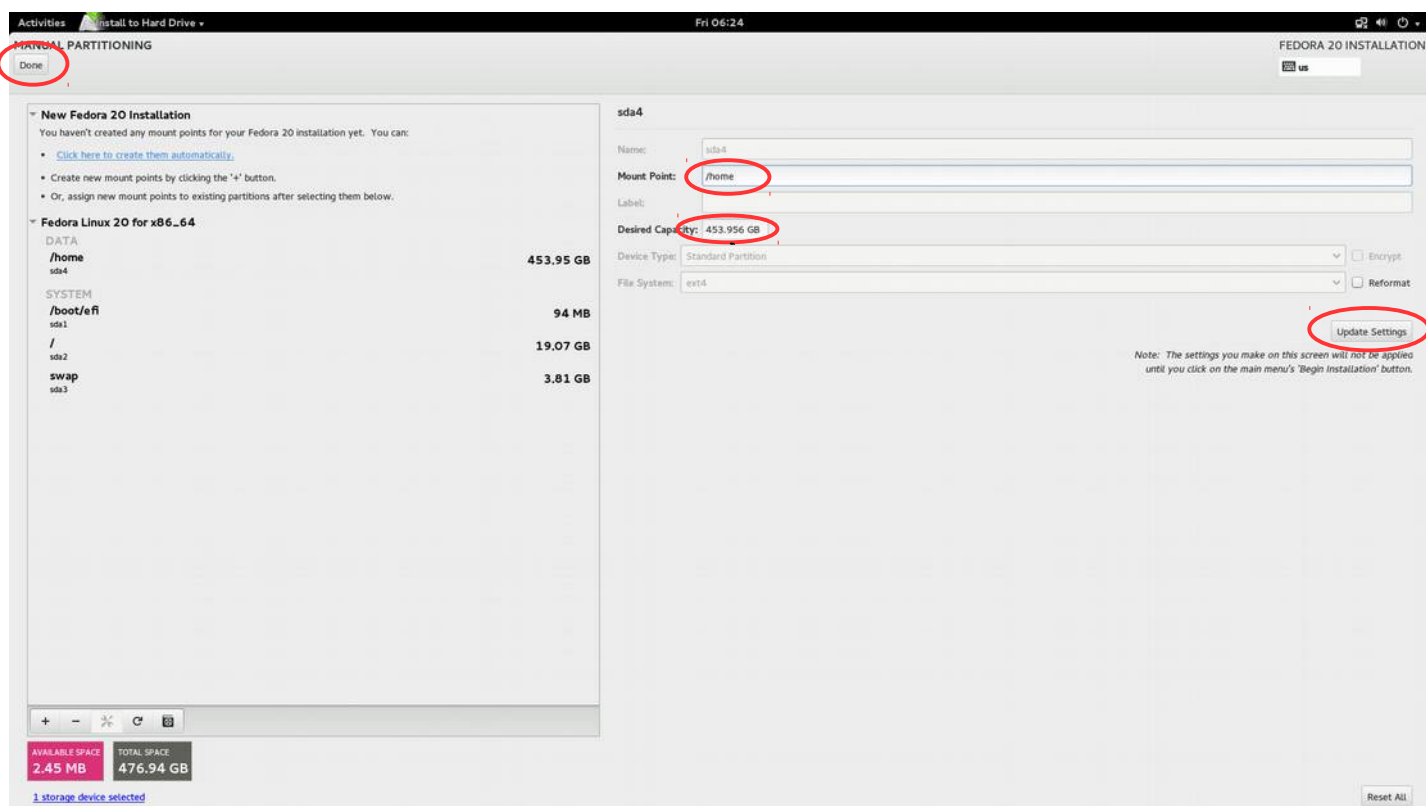 Activities nstall to Hard Drive Fri 06:24
MANUAL PARTITIONING FEDORA 20 INSTALLATION
Done us
New Fedora 20 Installation
You haven't created any mount points for your Fedora 20 installation yet. You can:
• Click here to create them automatically.
• Create new mount points by clicking the '+' button.
• Or, assign new mount points to existing partitions after selecting them below.
Fedora Linux 20 for x86_64
DATA
/home 453.95 GB
sda4
SYSTEM
/boot/efi 94 MB
sda1
/ 19.07 GB
sda2
swap 3.81 GB
sda3
+ -
AVAILABLE SPACE
2.45 MB
TOTAL SPACE
476.94 GB
1 storage device selected
sda4
Name: sda4
Mount Point: /home
Label:
Desired Capacity: 453.956 GB
Device Type: Standard Partition Encrypt
File System: ext4 Reformat
Update Settings
Note: The settings you make on this screen will not be applied
until you click on the main menu's 'Begin Installation' button.
Reset All